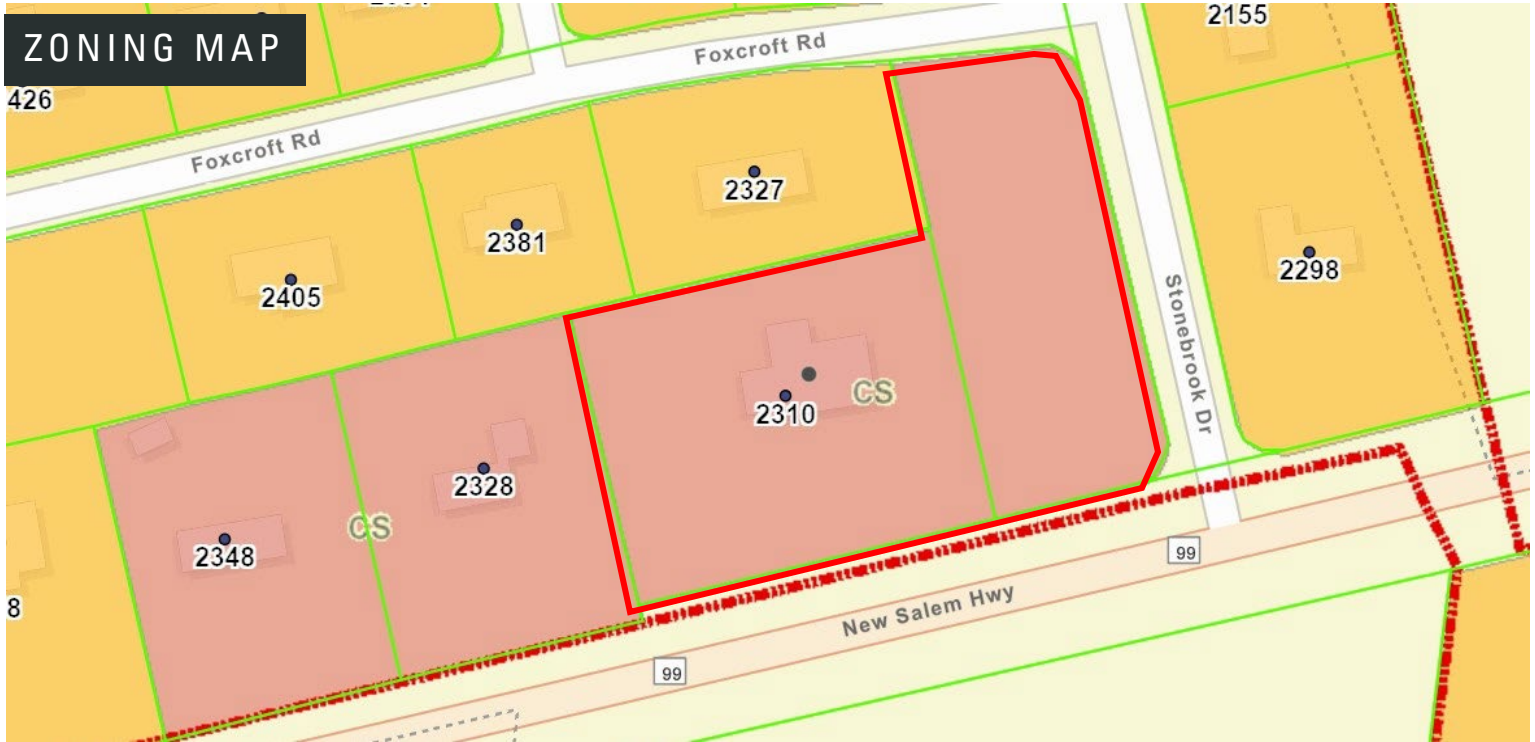 ZONING MAP
2155
Foxcroft Rd
426
Foxcroft Rd
2327
2381
2405
2298
Stonebrook Dr
2310
CS
2328
CS
2348
8
99
99
New Salem Hwy